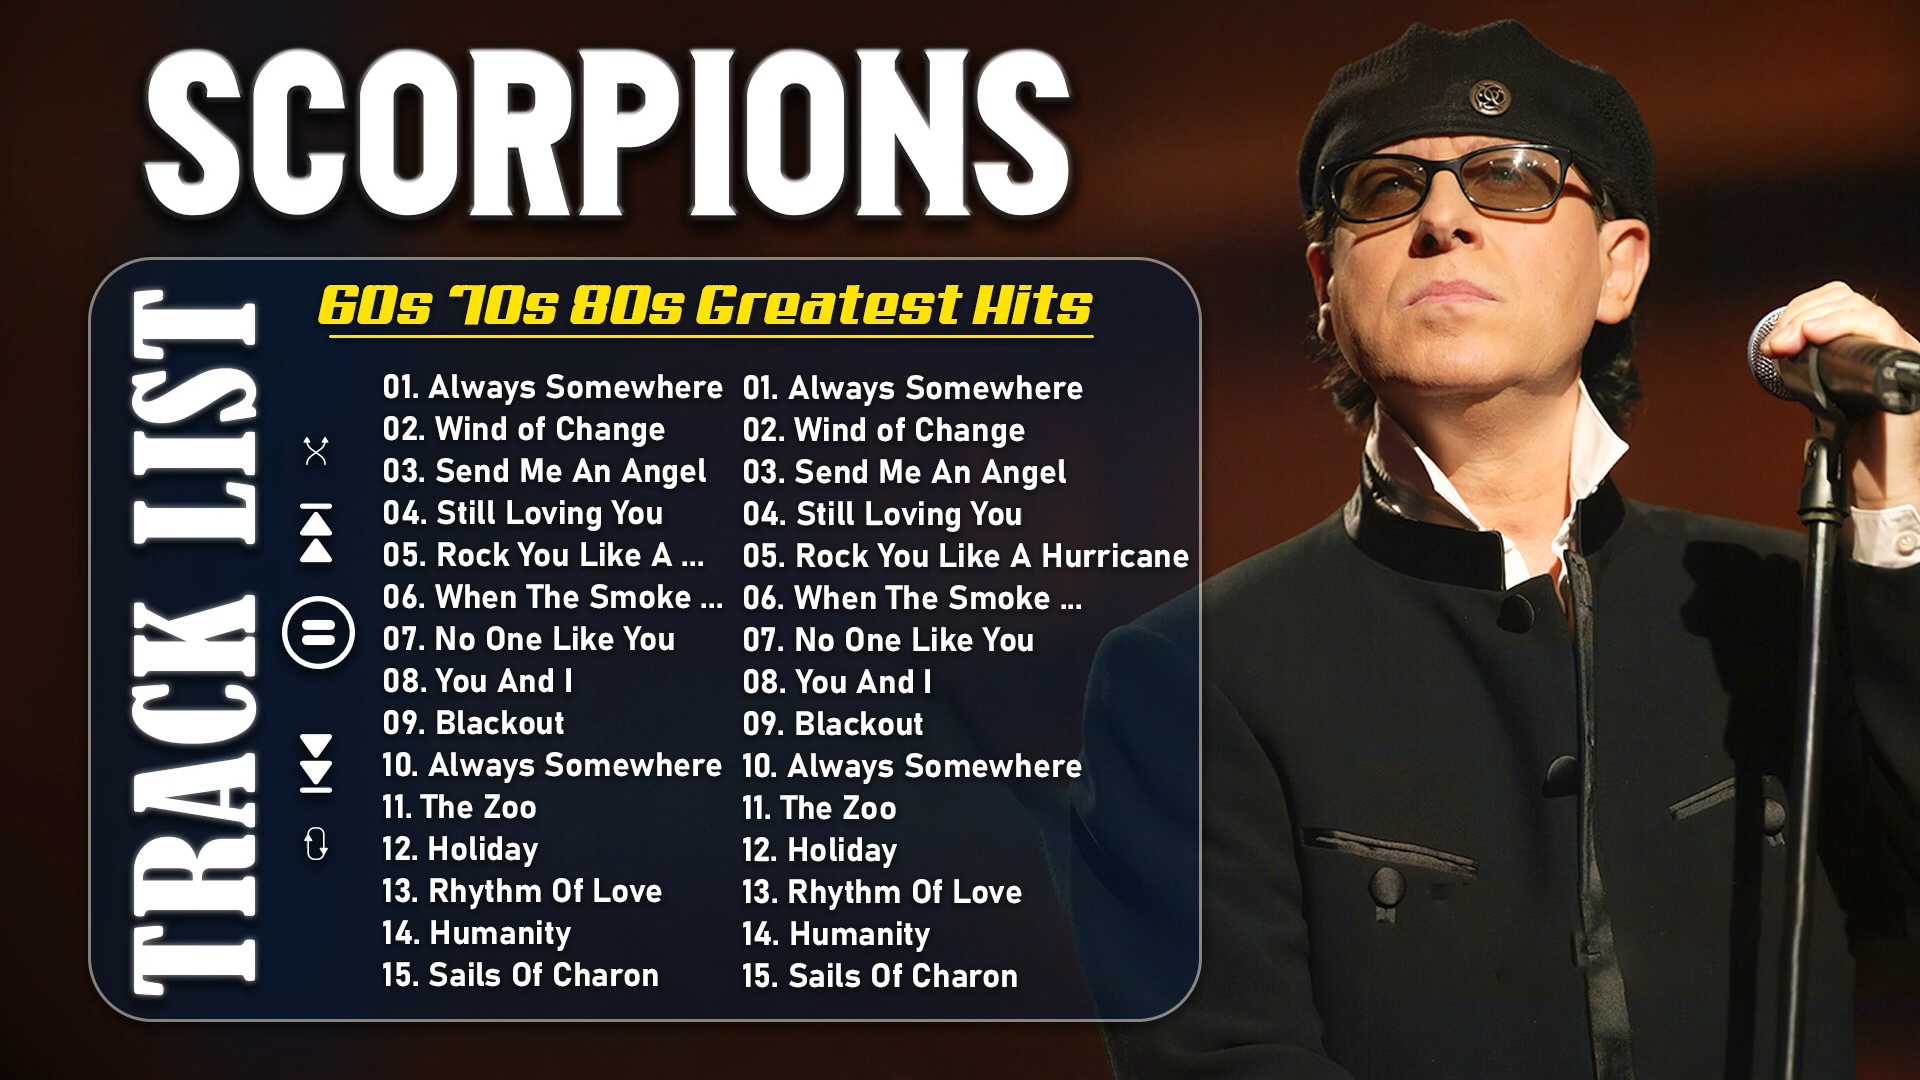 SCORPIONS
TRACK LIST
60s 70s 80s Greatest Hits
01. Always Somewhere
02. Wind of Change
03. Send Me An Angel
04. Still Loving You
05. Rock You Like A ...
06. When The Smoke ...
07. No One Like You
08. You And I
09. Blackout
10. Always Somewhere
11. The Zoo
12. Holiday
13. Rhythm Of Love
14. Humanity
15. Sails Of Charon
01. Always Somewhere
02. Wind of Change
03. Send Me An Angel
04. Still Loving You
05. Rock You Like A Hurricane
06. When The Smoke ...
07. No One Like You
08. You And I
09. Blackout
10. Always Somewhere
11. The Zoo
12. Holiday
13. Rhythm Of Love
14. Humanity
15. Sails Of Charon